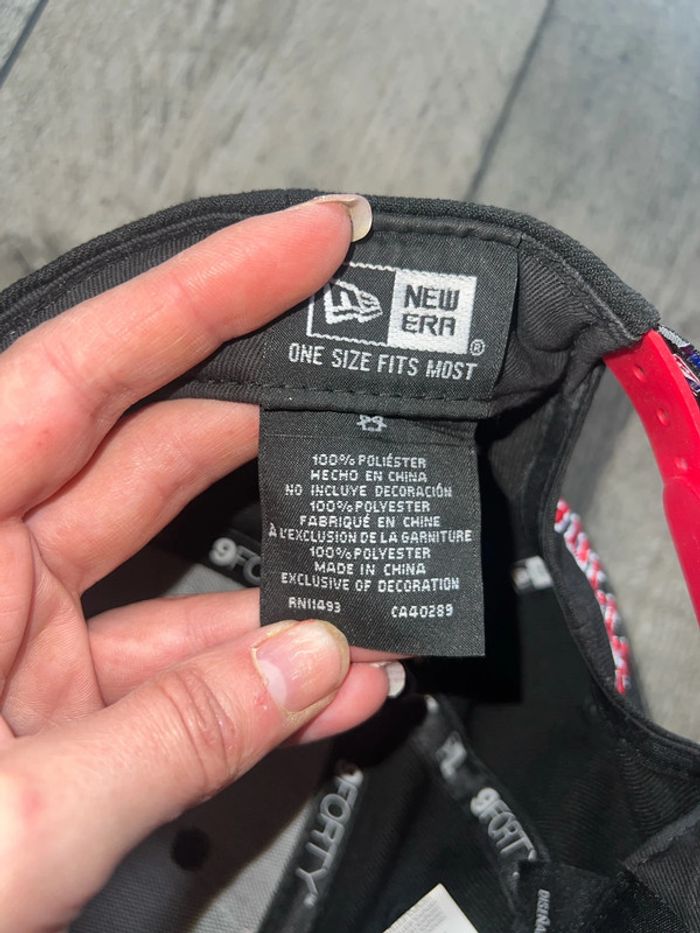 NEW
ERA
®
ONE SIZE FITS MOST
100% POLIÉSTER
HECHO EN CHINA
NO INCLUYE DECORACIÓN
100% POLYESTER
FABRIQUÉ EN CHINE
À L'EXCLUSION DE LA GARNITURE
100% POLYESTER
MADE IN CHINA
EXCLUSIVE OF DECORATION
RN11493 CA40289
9FO
9FORTY
9FORTY